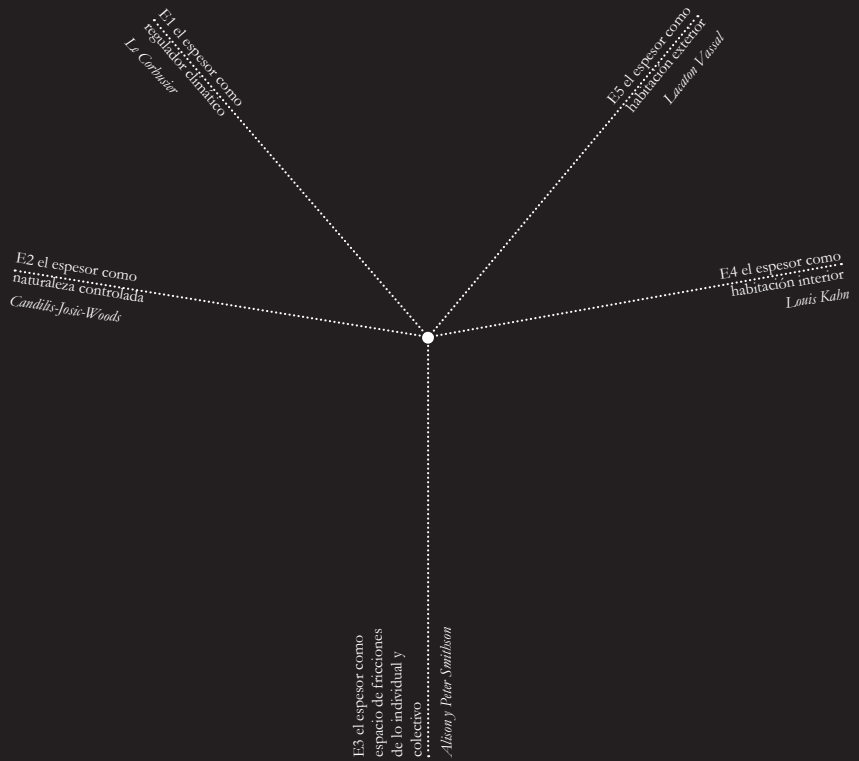 E1 el espesor como
regulador climático
Le Corbusier
E2 el espesor como
naturaleza controlada
Candilis-Josic-Woods
E3 el espesor como
espacio de fricciones
de lo individual y
colectivo
Alison y Peter Smithson
E4 el espesor como
habitación interior
Louis Kahn
E5 el espesor como
habitación exterior
Lacaton Vassal